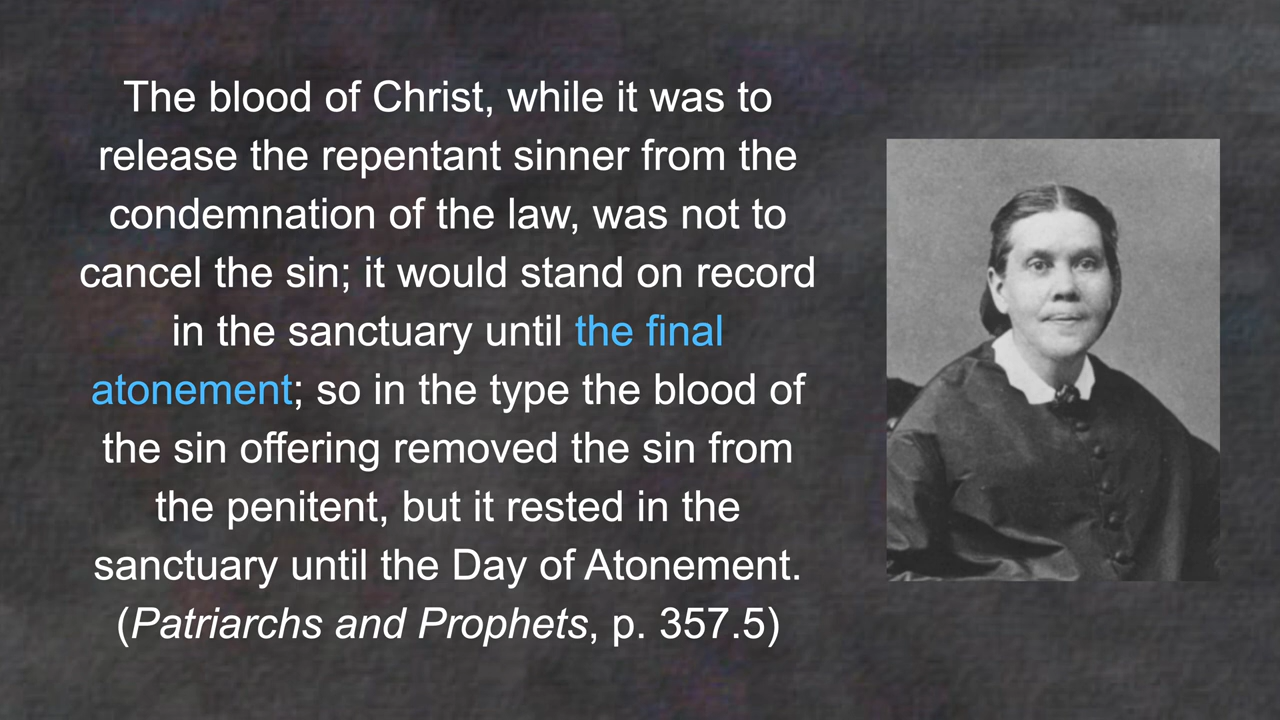 The blood of Christ, while it was to
release the repentant sinner from the
condemnation of the law, was not to
cancel the sin; it would stand on record
in the sanctuary until the final
atonement; so in the type the blood of
the sin offering removed the sin from
the penitent, but it rested in the
sanctuary until the Day of Atonement.
(Patriarchs and Prophets, p. 357.5)